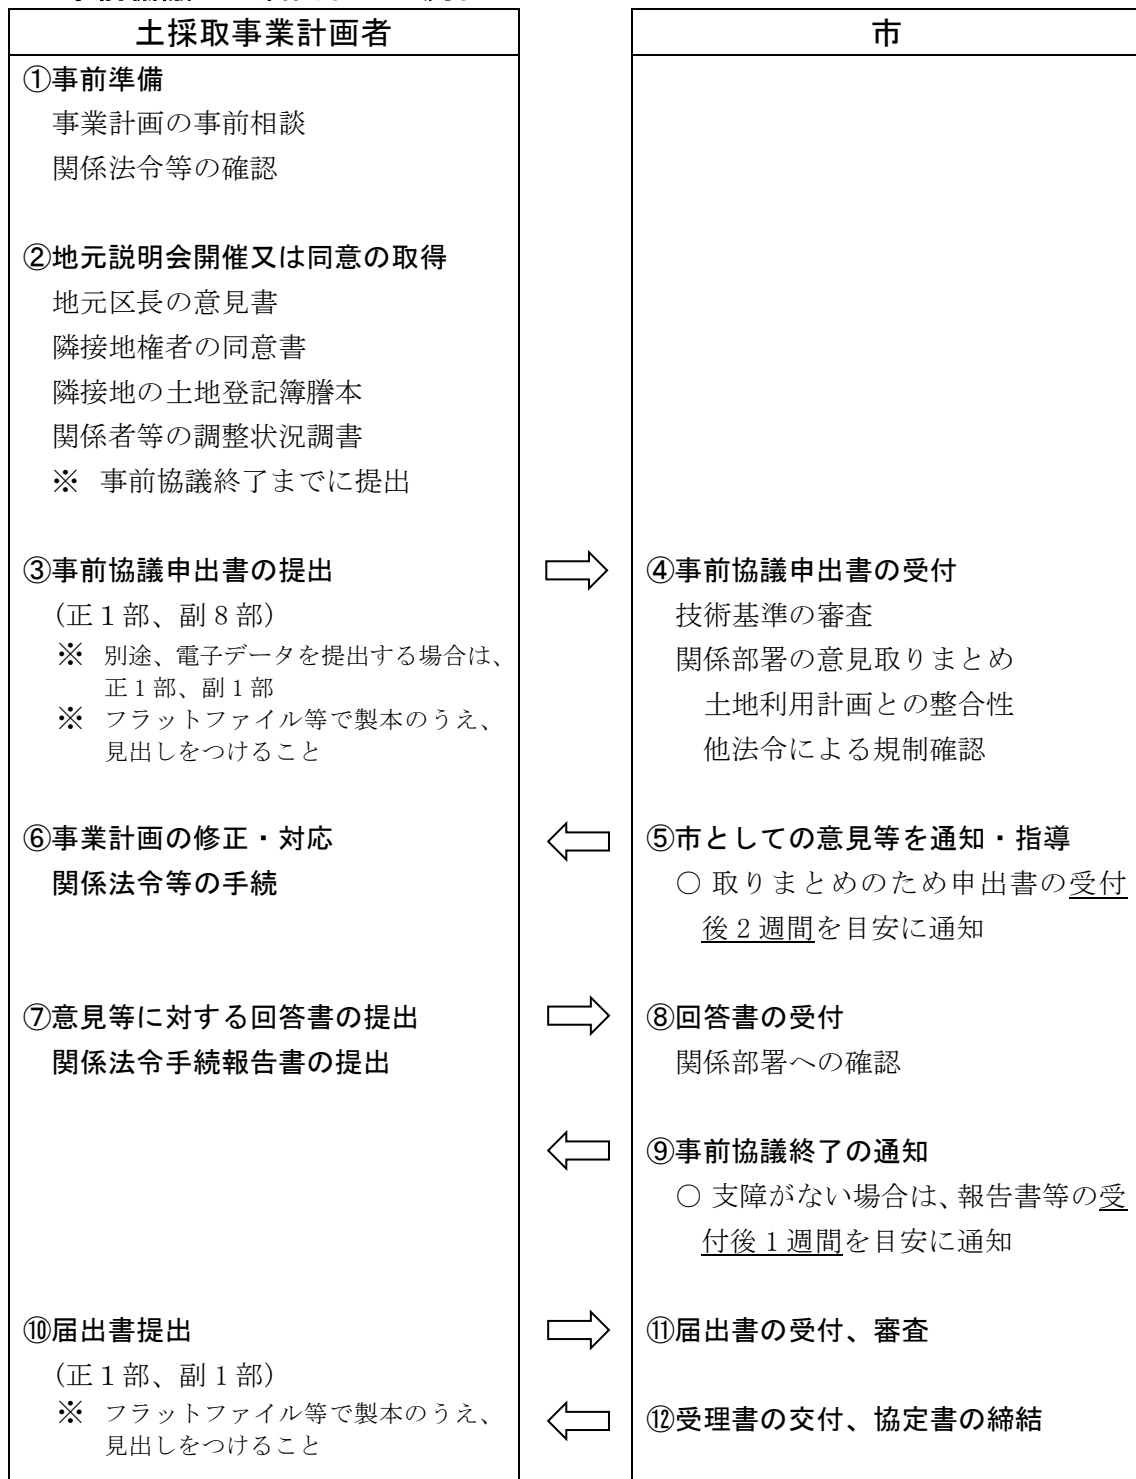 土採取事業計画者
①事前準備
事業計画の事前相談
関係法令等の確認
②地元説明会開催又は同意の取得
地元区長の意見書
隣接地権者の同意書
隣接地の土地登記簿謄本
関係者等の調整状況調書
※ 事前協議終了までに提出
③事前協議申出書の提出
(正1部、副8部)
※ 別途、電子データを提出する場合は、
正1部、副1部
※ フラットファイル等で製本のうえ、
見出しをつけること
⑥事業計画の修正・対応
関係法令等の手続
⑦意見等に対する回答書の提出
関係法令手続報告書の提出
⑩届出書提出
(正1部、副1部)
※ フラットファイル等で製本のうえ、
見出しをつけること
市
④事前協議申出書の受付
技術基準の審査
関係部署の意見取りまとめ
土地利用計画との整合性
他法令による規制確認
⑤市としての意見等を通知・指導
○ 取りまとめのため申出書の受付
後2週間を目安に通知
⑧回答書の受付
関係部署への確認
⑨事前協議終了の通知
○ 支障がない場合は、報告書等の受
付後1週間を目安に通知
⑪届出書の受付、審査
⑫受理書の交付、協定書の締結